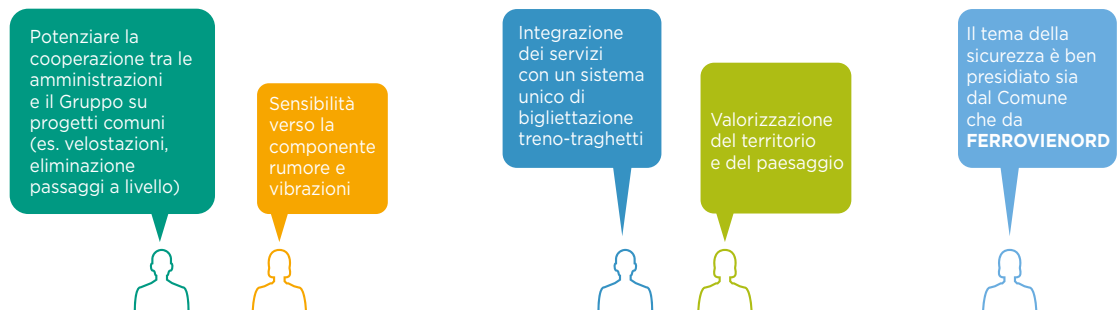 Potenziare la
cooperazione tra le
amministrazioni
e il Gruppo su
progetti comuni
(es. velostazioni,
eliminazione
passaggi a livello)
Sensibilità
verso la
componente
rumore e
vibrazioni
Integrazione
dei servizi
con un sistema
unico di
bigliettazione
treno-traghetti
Valorizzazione
del territorio
e del paesaggio
Il tema della
sicurezza è ben
presidiato sia
dal Comune
che da
FERROVIENORD